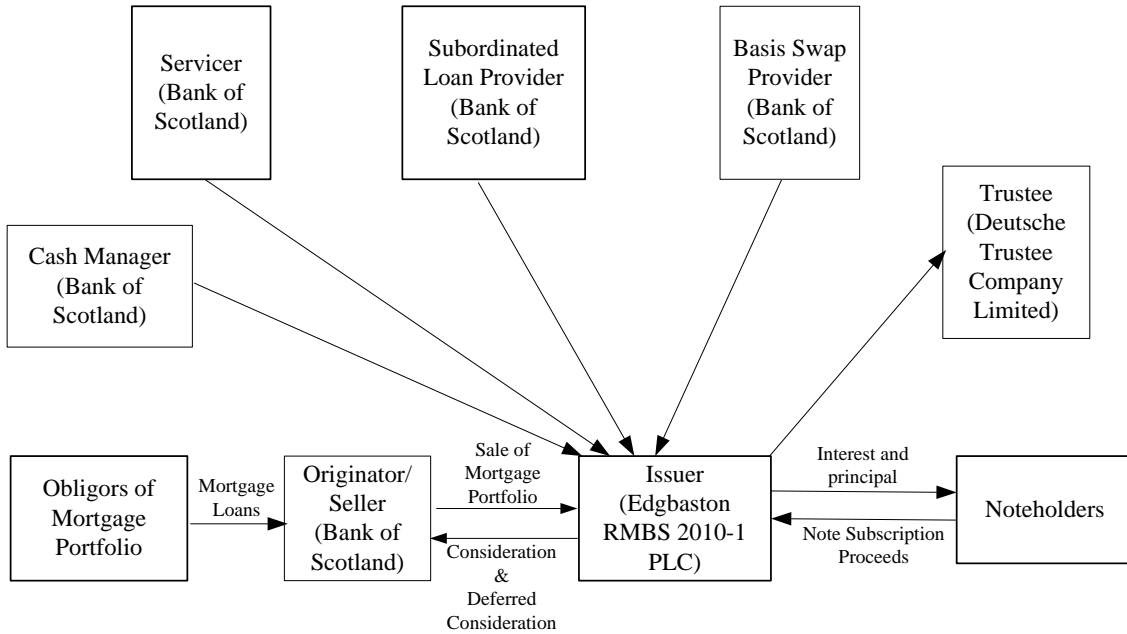 Servicer
(Bank of
Scotland)
Subordinated
Loan Provider
(Bank of
Scotland)
Basis Swap
Provider
(Bank of
Scotland)
Trustee
(Deutsche
Trustee
Company
Limited)
Cash Manager
(Bank of
Scotland)
Obligors of
Mortgage
Portfolio
Mortgage
Loans
Originator/
Seller
(Bank of
Scotland)
Sale of
Mortgage
Portfolio
Consideration
&
Deferred
Consideration
Issuer
(Edgbaston
RMBS 2010-1
PLC)
Interest and
principal
Note Subscription
Proceeds
Noteholders